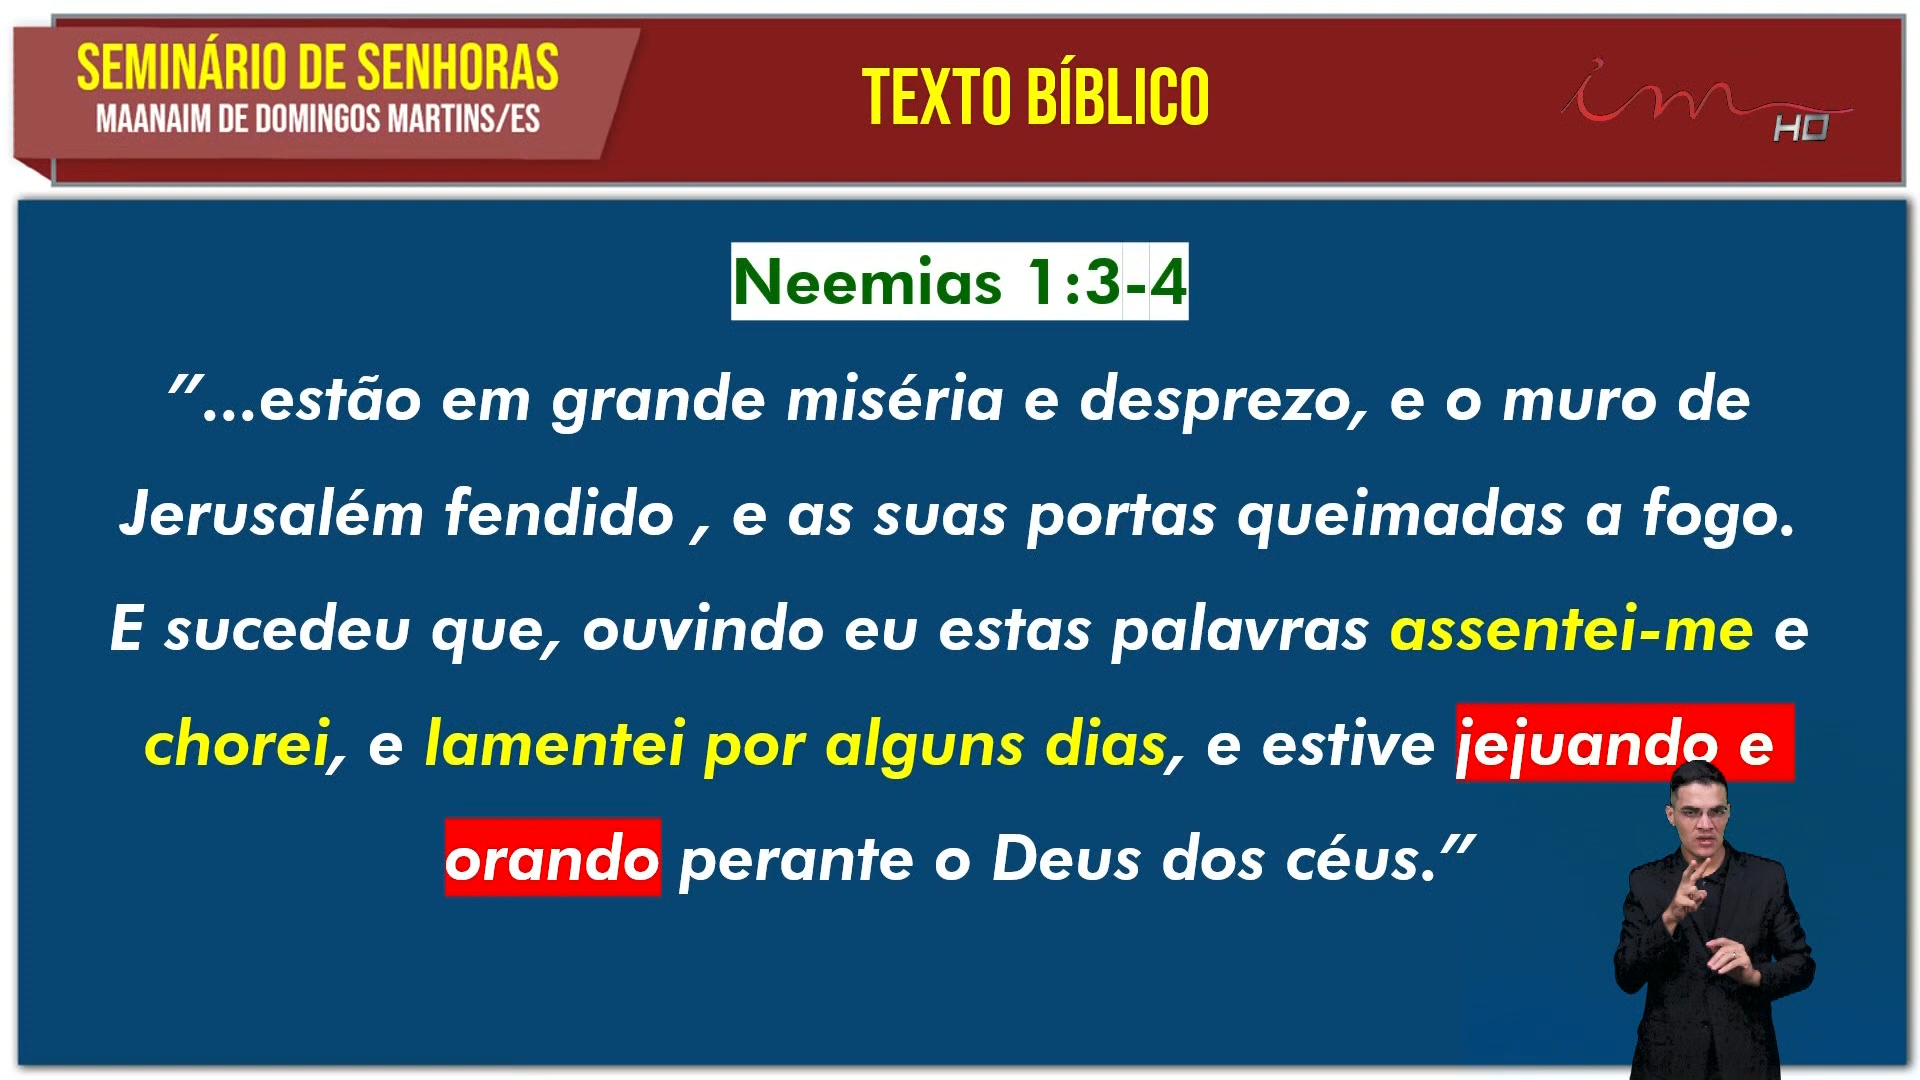 SEMINÁRIO DE SENHORAS
MAANAIM DE DOMINGOS MARTINS/ES
TEXTO BÍBLICO
im
HD
Neemias 1:3-4
"...estão em grande miséria e desprezo, e o muro de
Jerusalém fendido , e as suas portas queimadas a fogo.
E sucedeu que, ouvindo eu estas palavras assentei-me e
chorei, e lamentei por alguns dias, e estive jejuando e
orando perante o Deus dos céus."